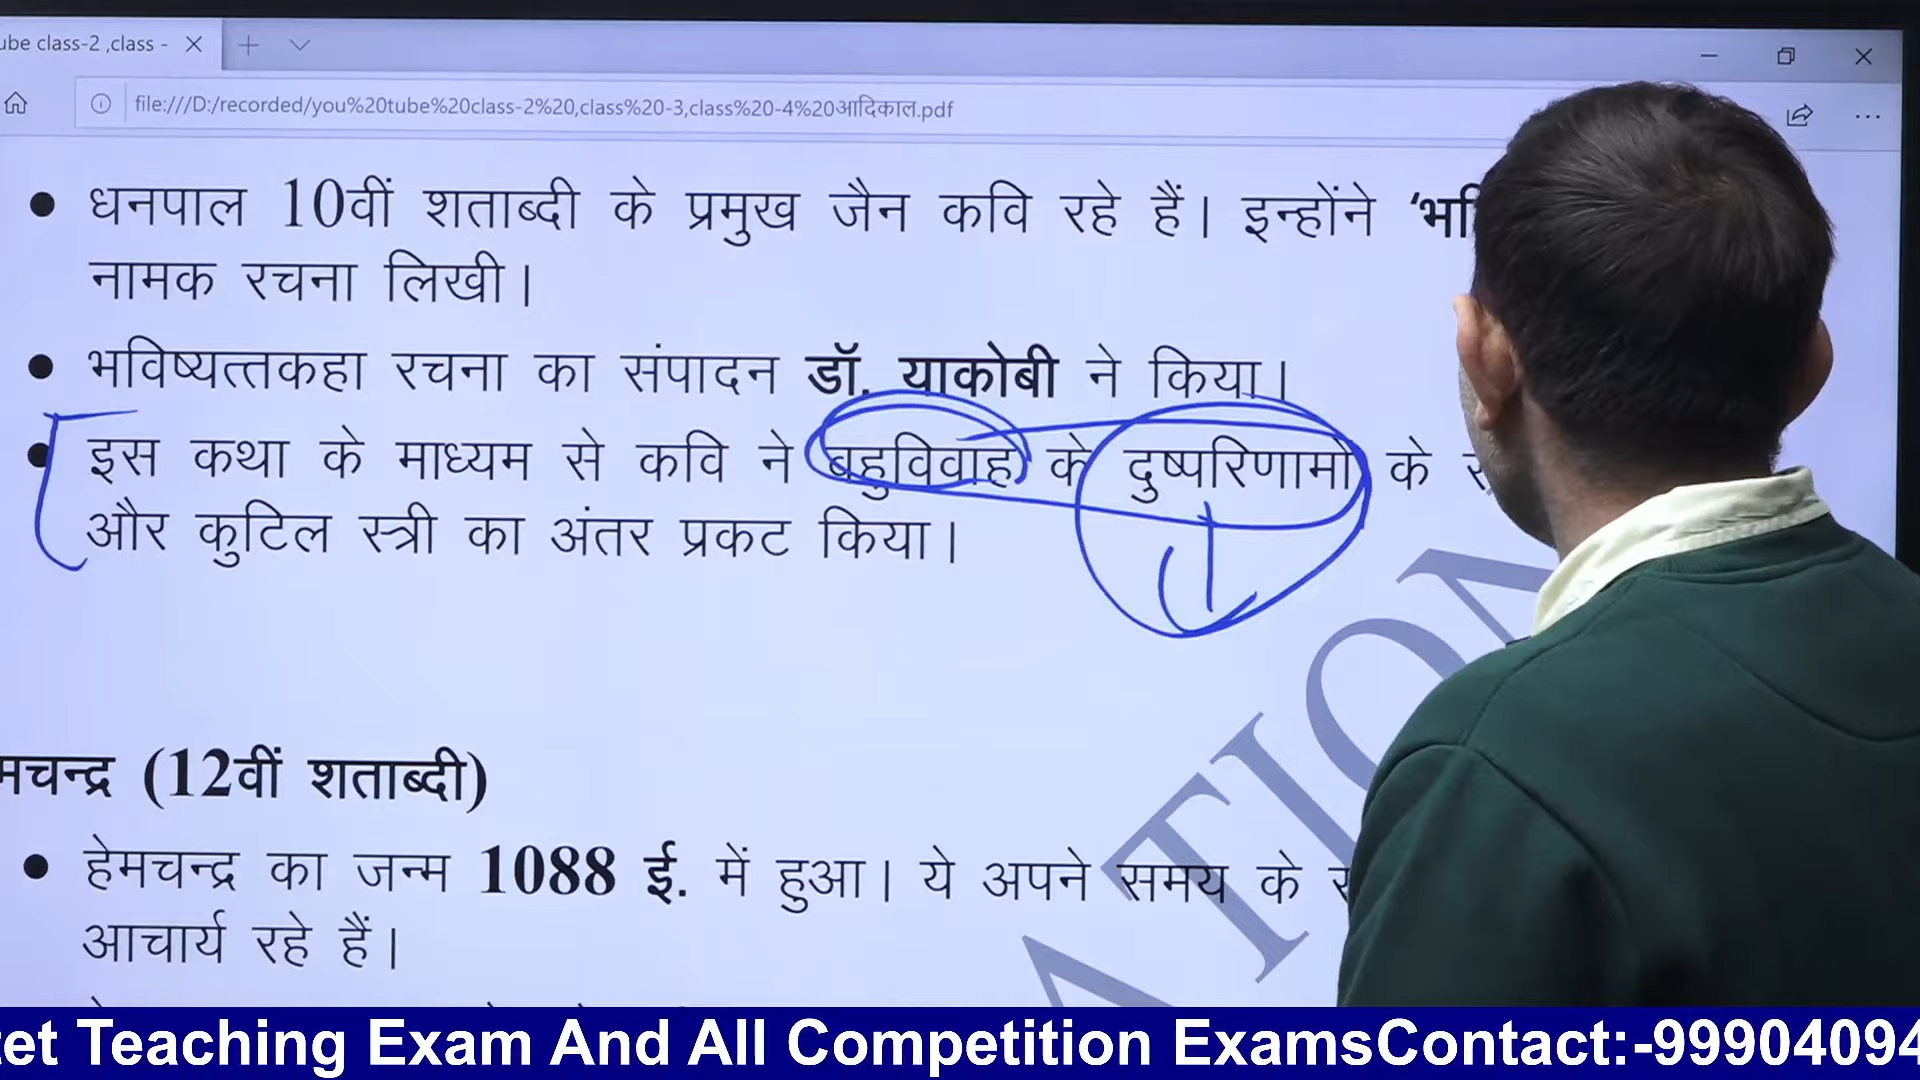 ube class-2 ,class -
file:///D:/recorded/you%20tube%20class-2%20,class%20-3,class%20-4%20आदिकाल.pdf
• धनपाल 10वीं शताब्दी के प्रमुख जैन कवि रहे हैं। इन्होंने ‘भवि
नामक रचना लिखी।
• भविष्यत्तकहा रचना का संपादन डॉ. याकोबी ने किया।
• इस कथा के माध्यम से कवि ने बहुविवाह के दुष्परिणामों के
और कुटिल स्त्री का अंतर प्रकट किया।
मचन्द्र (12वीं शताब्दी)
• हेमचन्द्र का जन्म 1088 ई. में हुआ। ये अपने समय के
आचार्य रहे हैं।
ATION
tet Teaching Exam And All Competition ExamsContact:-99904094